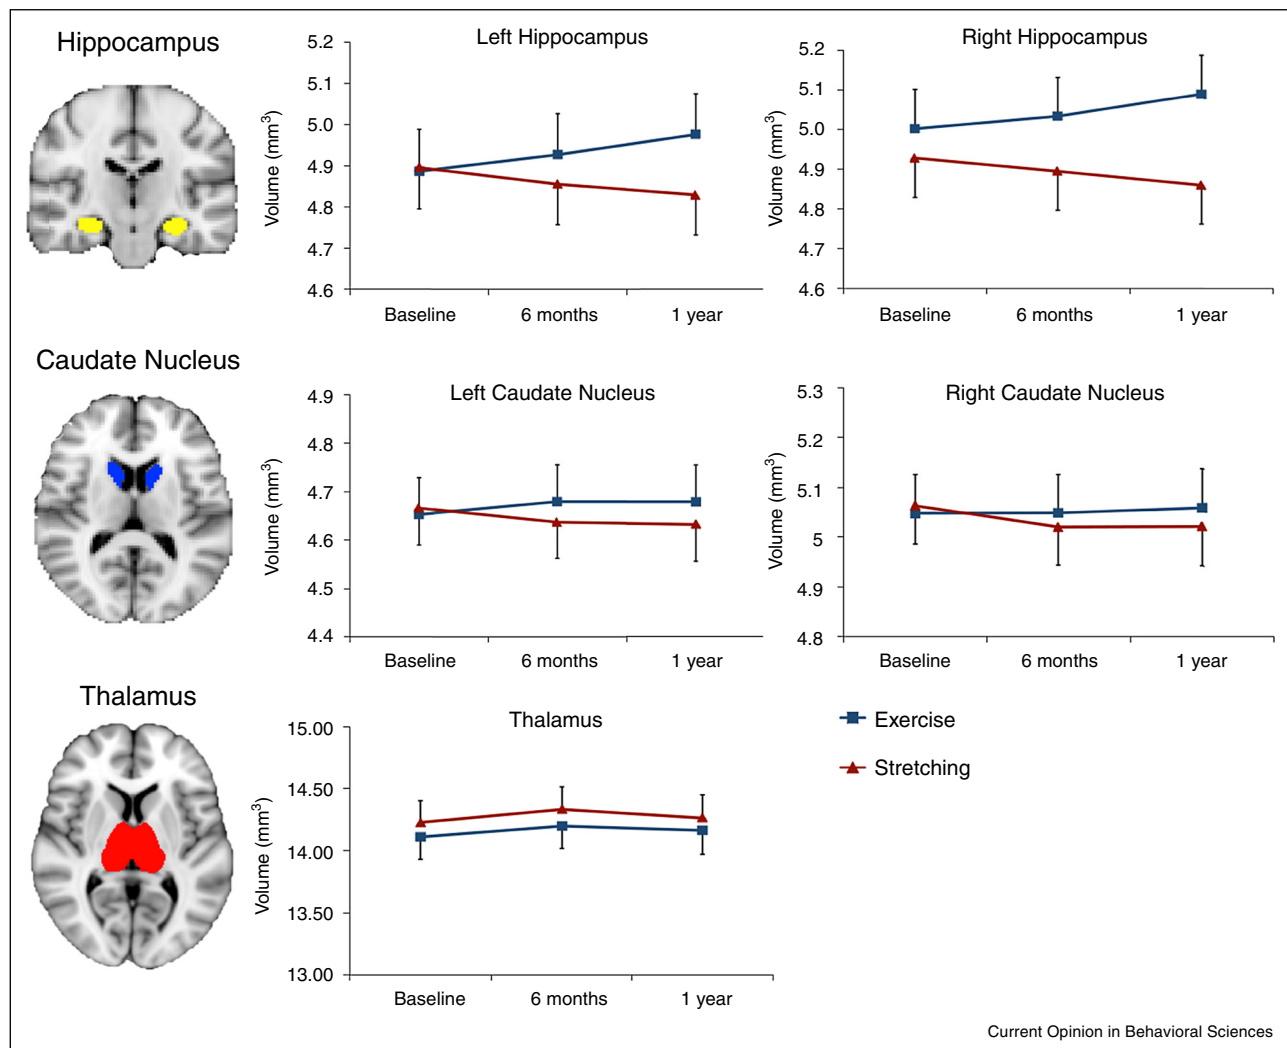 Hippocampus
Left Hippocampus
Volume (mm³)
5.2
5.1
5.0
4.9
4.8
4.7
4.6
Baseline 6 months 1 year
Right Hippocampus
Volume (mm³)
5.2
5.1
5.0
4.9
4.8
4.7
4.6
Baseline 6 months 1 year
Caudate Nucleus
Left Caudate Nucleus
Volume (mm³)
4.9
4.8
4.7
4.6
4.5
4.4
Baseline 6 months 1 year
Right Caudate Nucleus
Volume (mm³)
5.3
5.2
5.1
5
4.9
4.8
Baseline 6 months 1 year
Thalamus
Thalamus
Volume (mm³)
15.00
14.50
14.00
13.50
13.00
Baseline 6 months 1 year
Exercise
Stretching
Current Opinion in Behavioral Sciences